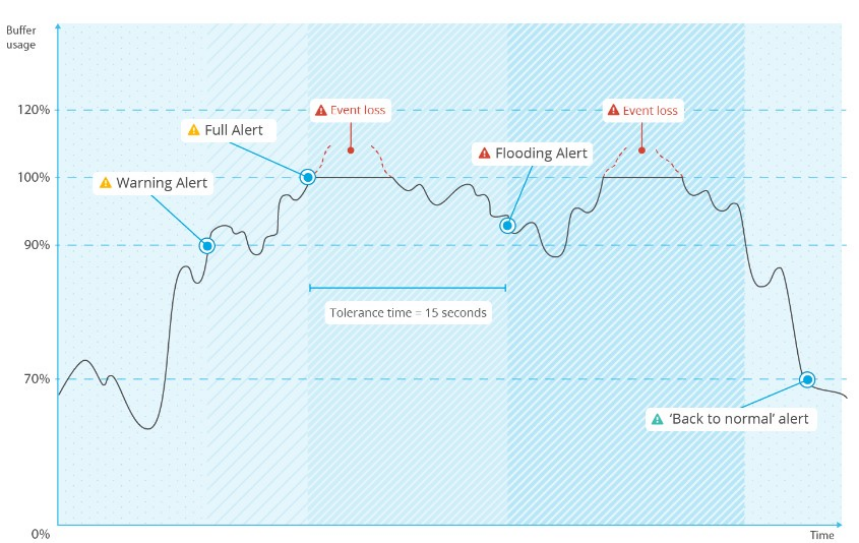 Buffer
usage
120%
Event loss
Event loss
Full Alert
Flooding Alert
100%
Warning Alert
90%
Tolerance time = 15 seconds
70%
'Back to normal' alert
0%
Time